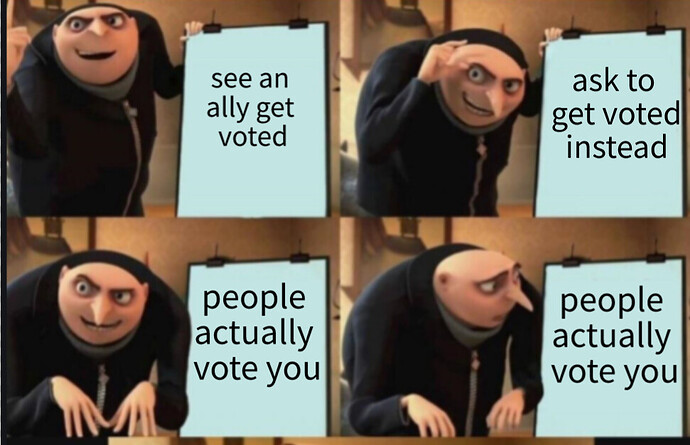 see an
ally get
voted
ask to
get voted
instead
people
actually
vote you
people
actually
vote you